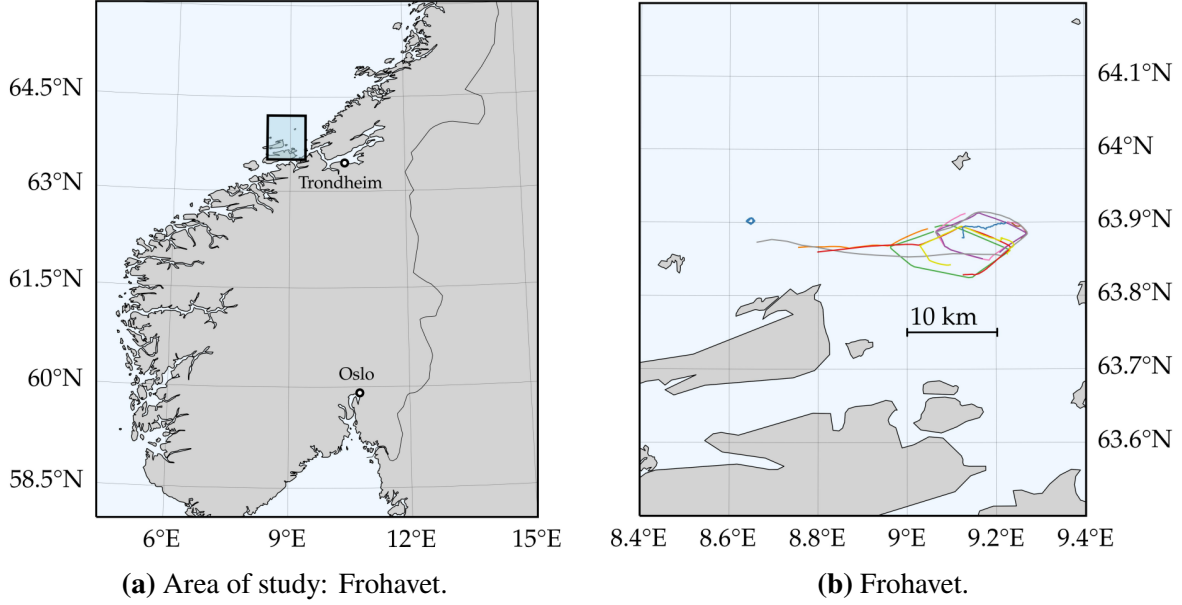 64.5°N
63°N
61.5°N
60°N
58.5°N
Trondheim
Oslo
6°E 9°E 12°E 15°E
(a) Area of study: Frohavet.
64.1°N
64°N
63.9°N
63.8°N
63.7°N
63.6°N
10 km
8.4°E 8.6°E 8.8°E 9°E 9.2°E 9.4°E
(b) Frohavet.